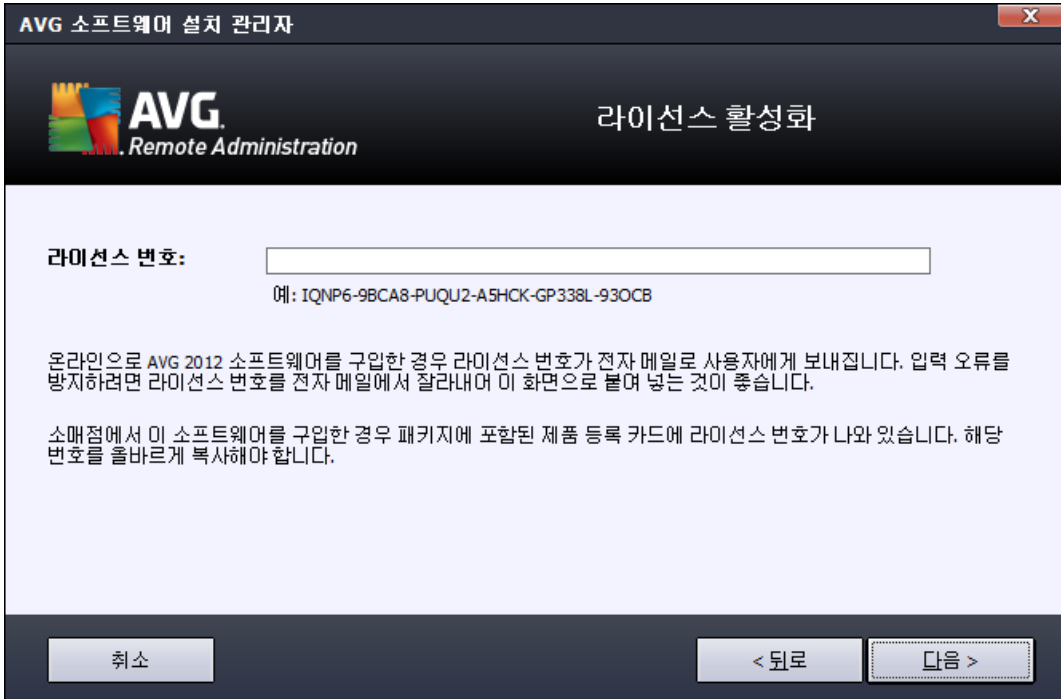 AVG 소프트웨어 설치 관리자
X
AVG.
Remote Administration
라이선스 활성화
라이선스 번호:
예: IQNP6-9BCA8-PUQU2-A5HCK-GP338L-93OCB
온라인으로 AVG 2012 소프트웨어를 구입한 경우 라이선스 번호가 전자 메일로 사용자에게 보내집니다. 입력 오류를
방지하려면 라이선스 번호를 전자 메일에서 잘라내어 이 화면으로 붙여 넣는 것이 좋습니다.
소매점에서 이 소프트웨어를 구입한 경우 패키지에 포함된 제품 등록 카드에 라이선스 번호가 나와 있습니다. 해당
번호를 올바르게 복사해야 합니다.
취소
< 뒤로
다음 >